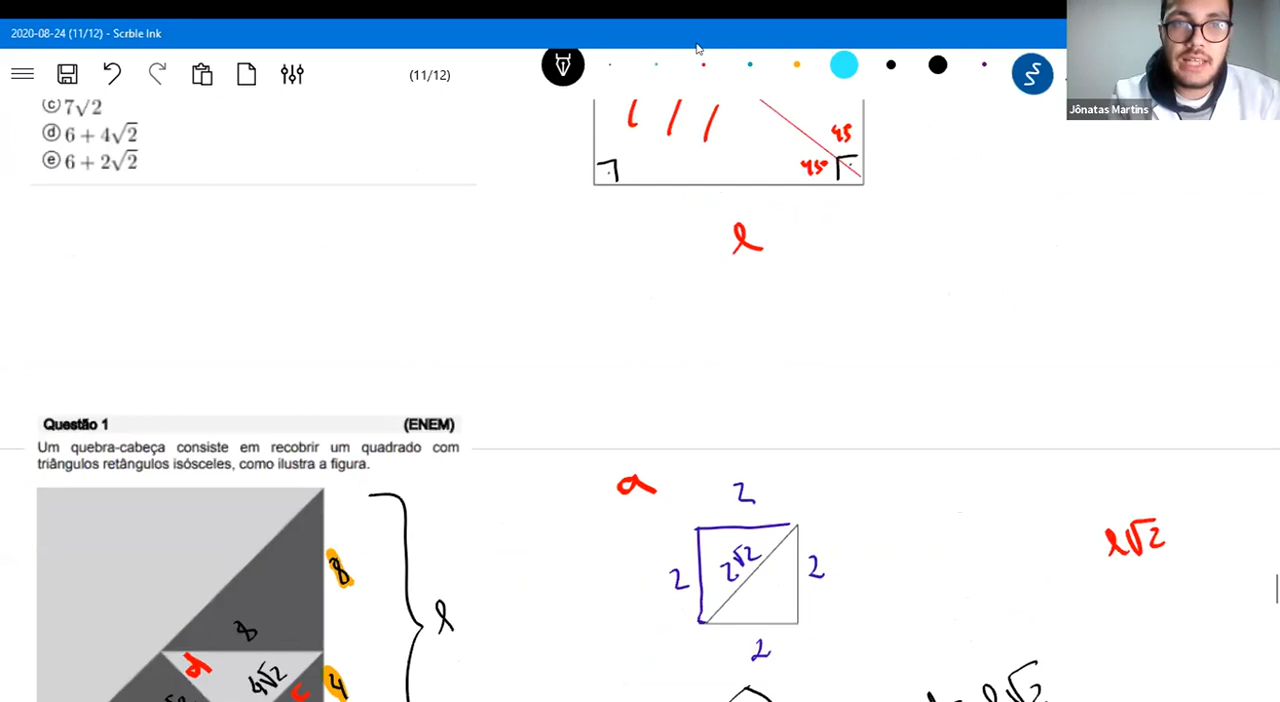 2020-08-24 (11/12) - Scrble Ink
(11/12)
Jônatas Martins
ⓒ 7√2
ⓓ 6 + 4√2
ⓔ 6 + 2√2
45
45°
l
Questão 1 (ENEM)
Um quebra-cabeça consiste em recobrir um quadrado com
triângulos retângulos isósceles, como ilustra a figura.
a
2
2
2√2
2
2
l√2
8
8
l
d
4√2
c
4
l√2